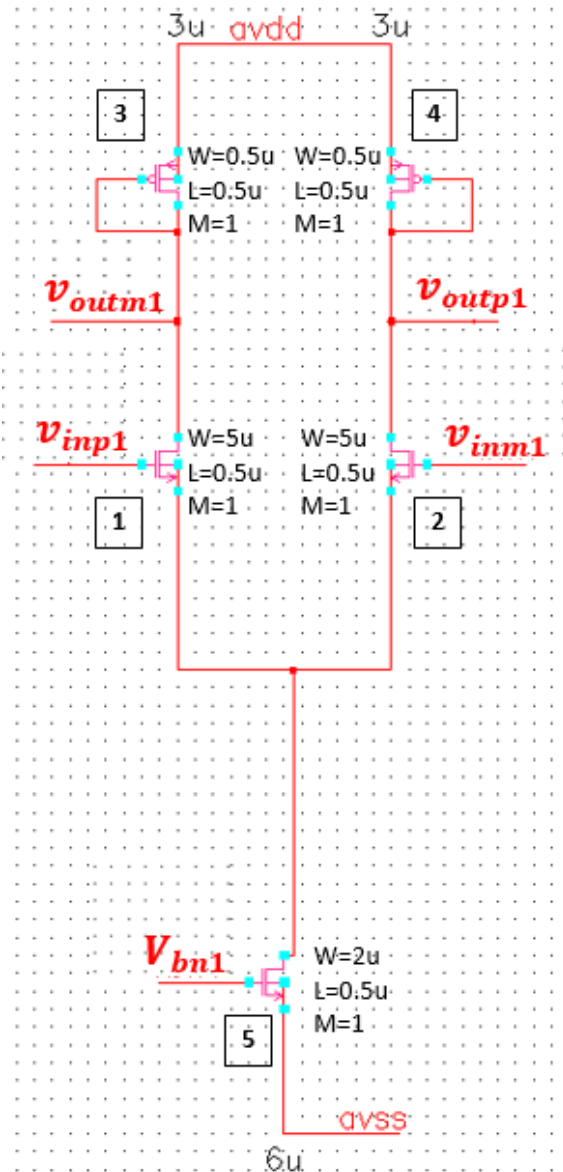 3u avdd 3u
3 4
W=0.5u W=0.5u
L=0.5u L=0.5u
M=1 M=1
voutm1 voutp1
vinp1 W=5u W=5u vinm1
L=0.5u L=0.5u
M=1 M=1
1 2
Vbn1 W=2u
L=0.5u
M=1
5
avss
6u